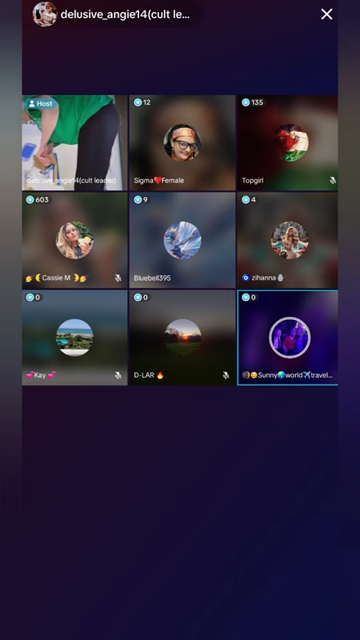 delusive_angie14(cult le...
Host
delusive_angie14(cult leader)
12
Sigma❤️Female
135
Topgirl
603
🌮🌜Cassie M 🌛🌮
9
Bluebell395
4
zihanna
0
💞Kay 💞
0
D-LAR 🔥
0
Sunny🌏world✈️travel...